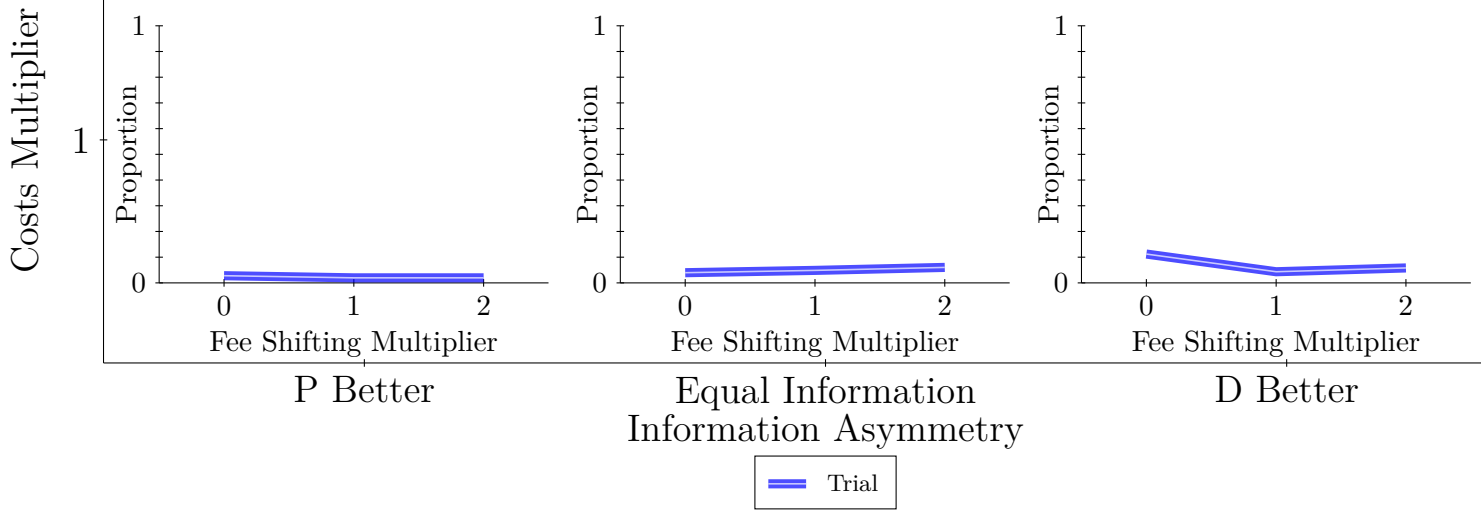 Costs Multiplier
1
1
Proportion
0
0 1 2
Fee Shifting Multiplier
1
Proportion
0
0 1 2
Fee Shifting Multiplier
1
Proportion
0
0 1 2
Fee Shifting Multiplier
P Better
Equal Information
D Better
Information Asymmetry
Trial